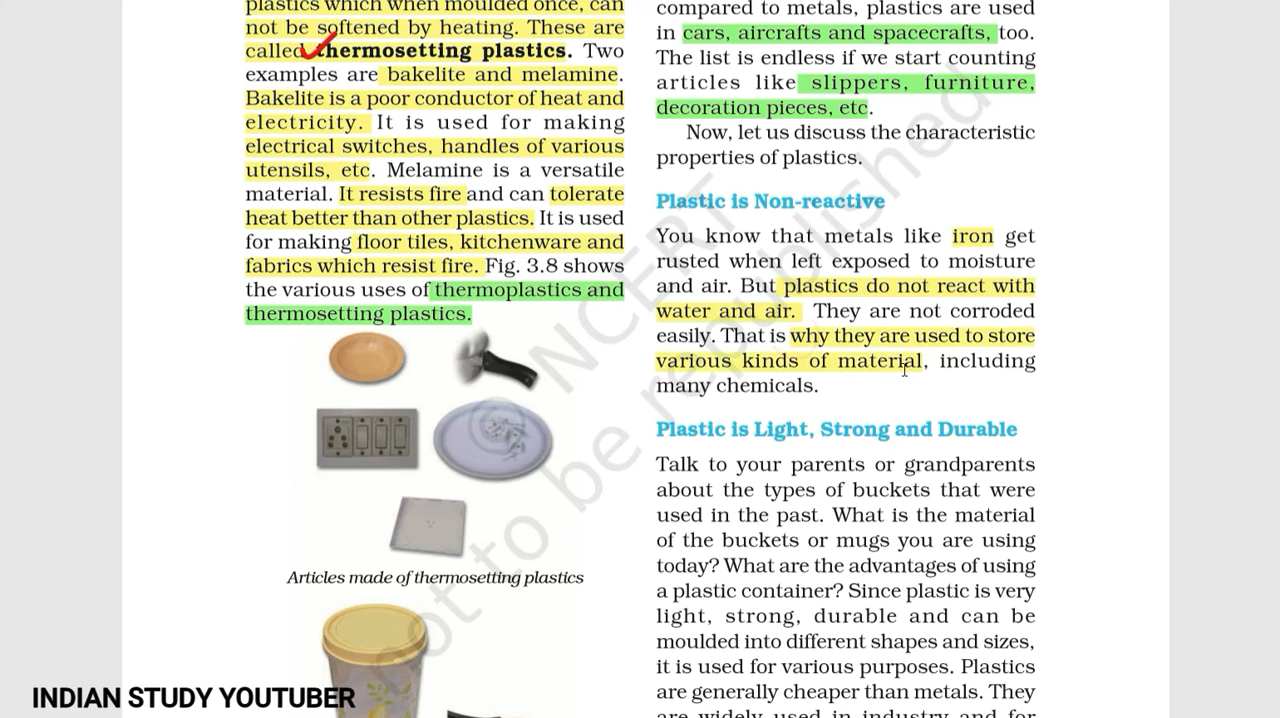 plastics which when moulded once, can
not be softened by heating. These are
called thermosetting plastics. Two
examples are bakelite and melamine.
Bakelite is a poor conductor of heat and
electricity. It is used for making
electrical switches, handles of various
utensils, etc. Melamine is a versatile
material. It resists fire and can tolerate
heat better than other plastics. It is used
for making floor tiles, kitchenware and
fabrics which resist fire. Fig. 3.8 shows
the various uses of thermoplastics and
thermosetting plastics.
Articles made of thermosetting plastics
compared to metals, plastics are used
in cars, aircrafts and spacecrafts, too.
The list is endless if we start counting
articles like slippers, furniture,
decoration pieces, etc.
Now, let us discuss the characteristic
properties of plastics.
Plastic is Non-reactive
You know that metals like iron get
rusted when left exposed to moisture
and air. But plastics do not react with
water and air. They are not corroded
easily. That is why they are used to store
various kinds of material, including
many chemicals.
Plastic is Light, Strong and Durable
Talk to your parents or grandparents
about the types of buckets that were
used in the past. What is the material
of the buckets or mugs you are using
today? What are the advantages of using
a plastic container? Since plastic is very
light, strong, durable and can be
moulded into different shapes and sizes,
it is used for various purposes. Plastics
are generally cheaper than metals. They
are widely used in industry and for
© NCERT
not to be republished
INDIAN STUDY YOUTUBER